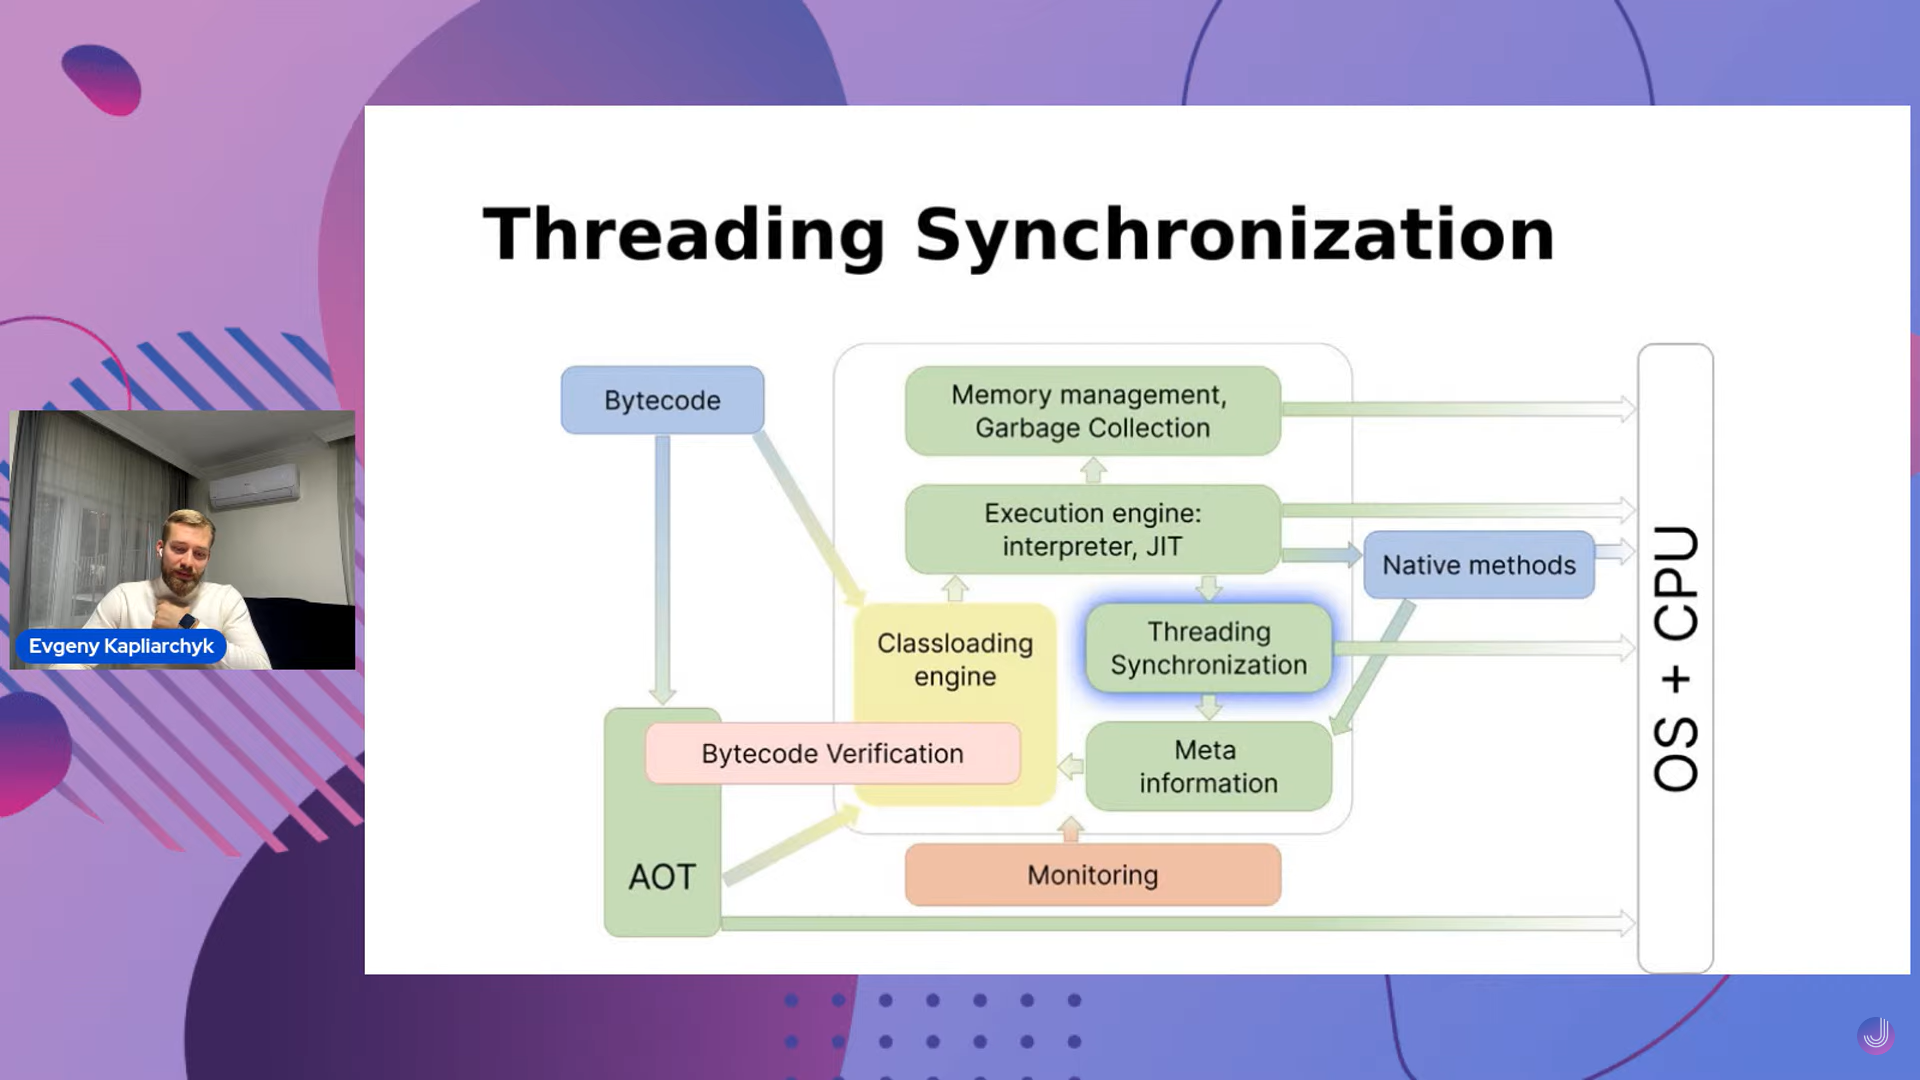 Threading Synchronization
Bytecode
Memory management,
Garbage Collection
Execution engine:
interpreter, JIT
Native methods
Classloading
engine
Threading
Synchronization
Bytecode Verification
Meta
information
AOT
Monitoring
OS + CPU
Evgeny Kapliarchyk